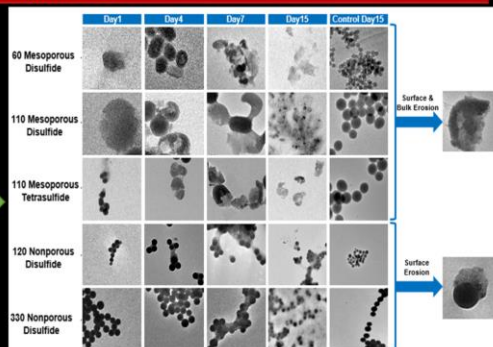 Day1 Day4 Day7 Day15 Control Day15
60 Mesoporous
Disulfide
110 Mesoporous
Disulfide
110 Mesoporous
Tetrasulfide
120 Nonporous
Disulfide
330 Nonporous
Disulfide
Surface &
Bulk Erosion
Surface
Erosion